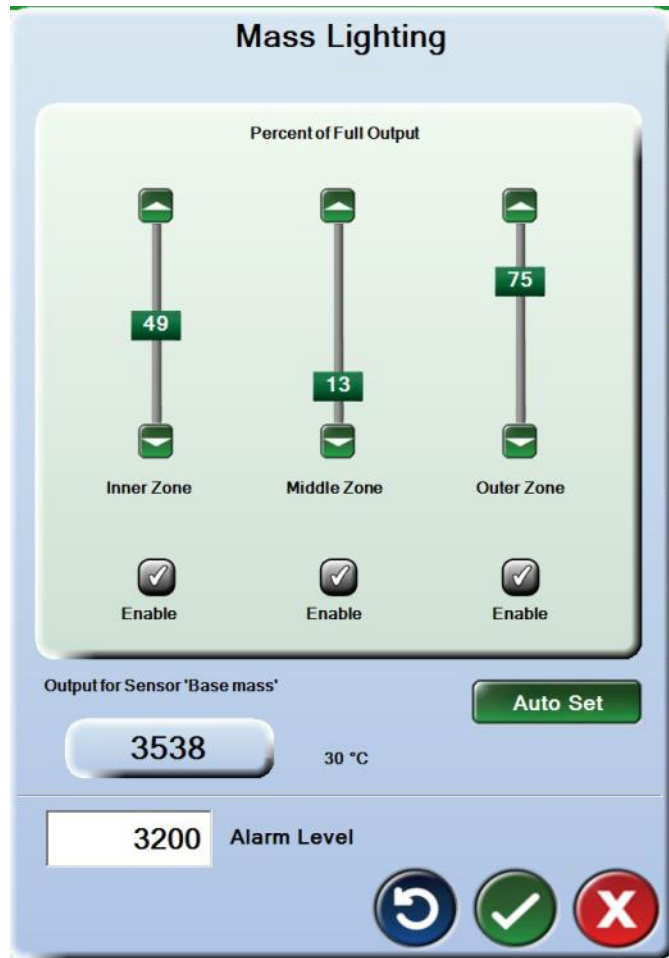 Mass Lighting
Percent of Full Output
49
13
75
Inner Zone Middle Zone Outer Zone
Enable Enable Enable
Output for Sensor 'Base mass'
Auto Set
3538 30 °C
3200 Alarm Level